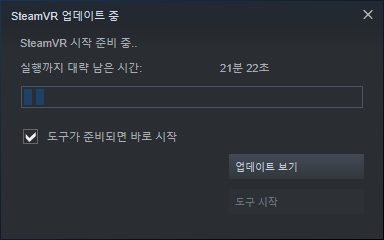 SteamVR 업데이트 중
SteamVR 시작 준비 중..
실행까지 대략 남은 시간: 21분 22초
도구가 준비되면 바로 시작
업데이트 보기
도구 시작